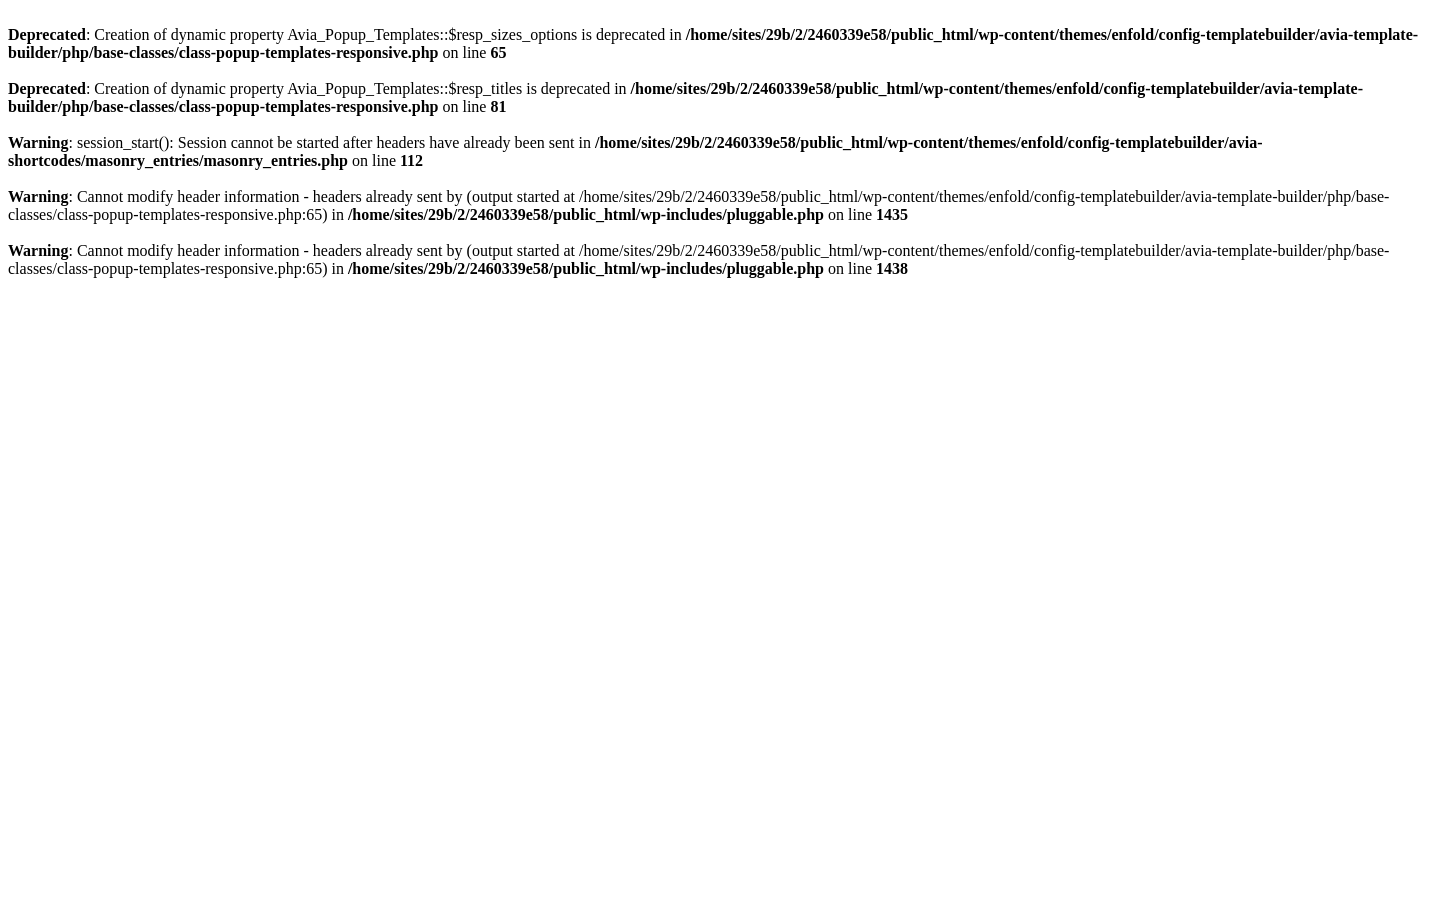 Deprecated: Creation of dynamic property Avia_Popup_Templates::$resp_sizes_options is deprecated in /home/sites/29b/2/2460339e58/public_html/wp-content/themes/enfold/config-templatebuilder/avia-template-
builder/php/base-classes/class-popup-templates-responsive.php on line 65
Deprecated: Creation of dynamic property Avia_Popup_Templates::$resp_titles is deprecated in /home/sites/29b/2/2460339e58/public_html/wp-content/themes/enfold/config-templatebuilder/avia-template-
builder/php/base-classes/class-popup-templates-responsive.php on line 81
Warning: session_start(): Session cannot be started after headers have already been sent in /home/sites/29b/2/2460339e58/public_html/wp-content/themes/enfold/config-templatebuilder/avia-
shortcodes/masonry_entries/masonry_entries.php on line 112
Warning: Cannot modify header information - headers already sent by (output started at /home/sites/29b/2/2460339e58/public_html/wp-content/themes/enfold/config-templatebuilder/avia-template-builder/php/base-
classes/class-popup-templates-responsive.php:65) in /home/sites/29b/2/2460339e58/public_html/wp-includes/pluggable.php on line 1435
Warning: Cannot modify header information - headers already sent by (output started at /home/sites/29b/2/2460339e58/public_html/wp-content/themes/enfold/config-templatebuilder/avia-template-builder/php/base-
classes/class-popup-templates-responsive.php:65) in /home/sites/29b/2/2460339e58/public_html/wp-includes/pluggable.php on line 1438